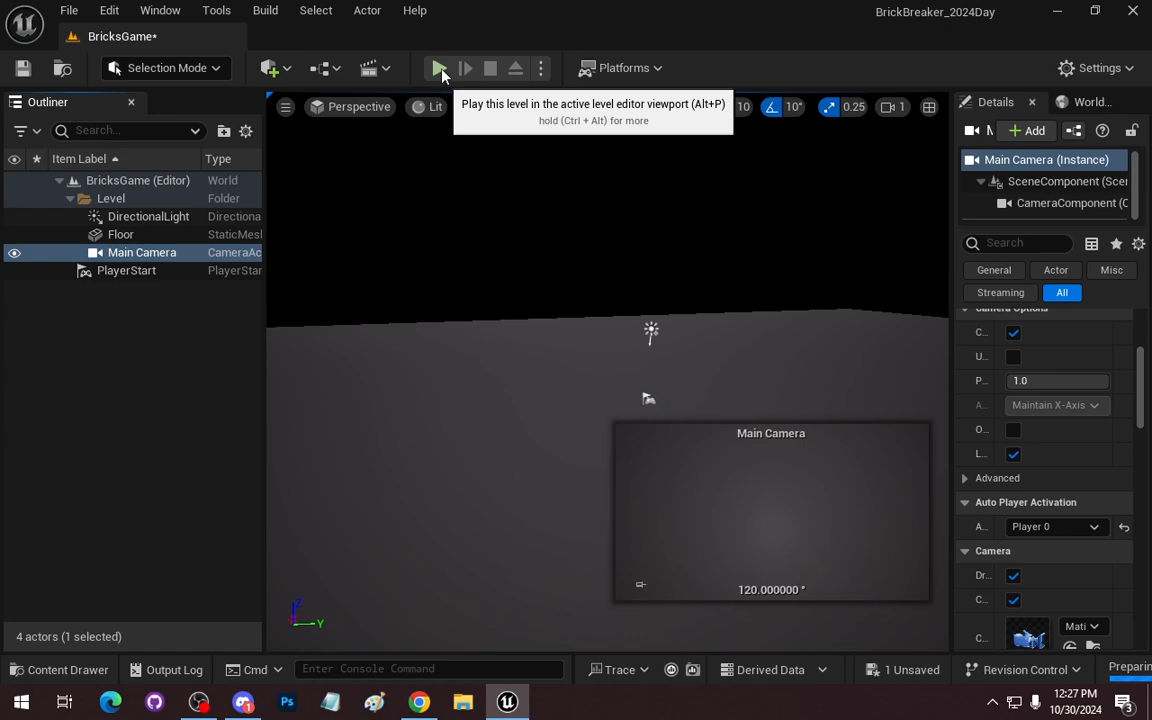 File Edit Window Tools Build Select Actor Help
BrickBreaker_2024Day
BricksGame*
Selection Mode
Platforms
Settings
Outliner
Perspective
Lit
Play this level in the active level editor viewport (Alt+P)
hold (Ctrl + Alt) for more
10
10°
0.25
1
Details
World...
Search...
Add
Item Label
Type
Main Camera (Instance)
BricksGame (Editor)
World
SceneComponent (Scer
Level
Folder
CameraComponent (C
DirectionalLight
Directiona
Floor
StaticMesl
Search
Main Camera
CameraAc
PlayerStart
PlayerStar
General
Actor
Misc
Streaming
All
Camera Options
C...
U...
P...
1.0
A...
Maintain X-Axis
O...
Main Camera
L...
Advanced
Auto Player Activation
A...
Player 0
Camera
Dr...
120.000000 °
C...
C...
Mati
Z
Y
4 actors (1 selected)
Content Drawer
Output Log
Cmd
Enter Console Command
Trace
Derived Data
1 Unsaved
Revision Control
Preparin
12:27 PM
10/30/2024
3